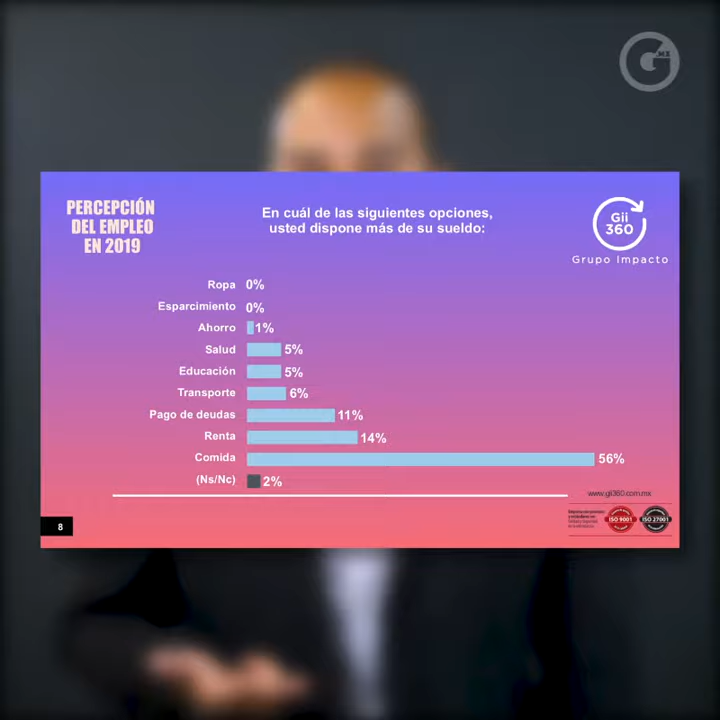 G.MX
PERCEPCIÓN
DEL EMPLEO
EN 2019
En cuál de las siguientes opciones,
usted dispone más de su sueldo:
Gii
360
Grupo Impacto
Ropa 0%
Esparcimiento 0%
Ahorro 1%
Salud 5%
Educación 5%
Transporte 6%
Pago de deudas 11%
Renta 14%
Comida 56%
(Ns/Nc) 2%
www.gii360.com.mx
ISO 9001
ISO 27001
8